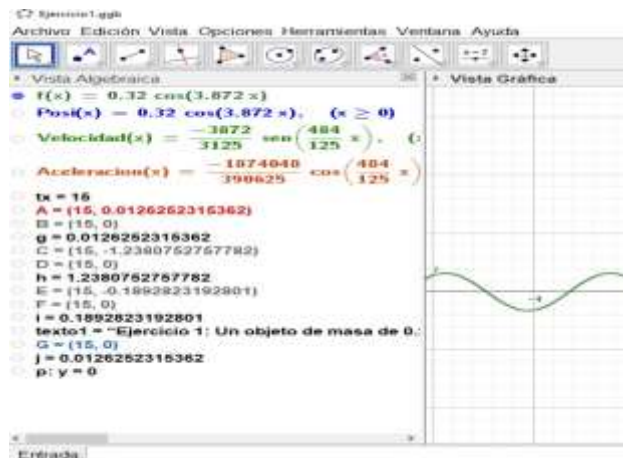 Ejercicio1.ggb
Archivo Edición Vista Opciones Herramientas Ventana Ayuda
Vista Algebraica
Vista Gráfica
f(x) = 0.32 cos(3.872 x)
Posi(x) = 0.32 cos(3.872 x), (x ≥ 0)
Velocidad(x) = -3872/3125 sen(484/125 x), (
Aceleracion(x) = -1874048/390625 cos(484/125 x)
tx = 15
A = (15, 0.0126252315362)
B = (15, 0)
g = 0.0126252315362
C = (15, -1.2380752757782)
D = (15, 0)
h = 1.2380752757782
E = (15, -0.1892823192801)
F = (15, 0)
i = 0.1892823192801
texto1 = "Ejercicio 1: Un objeto de masa de 0.
G = (15, 0)
j = 0.0126252315362
p: y = 0
f
-4
Entrada: